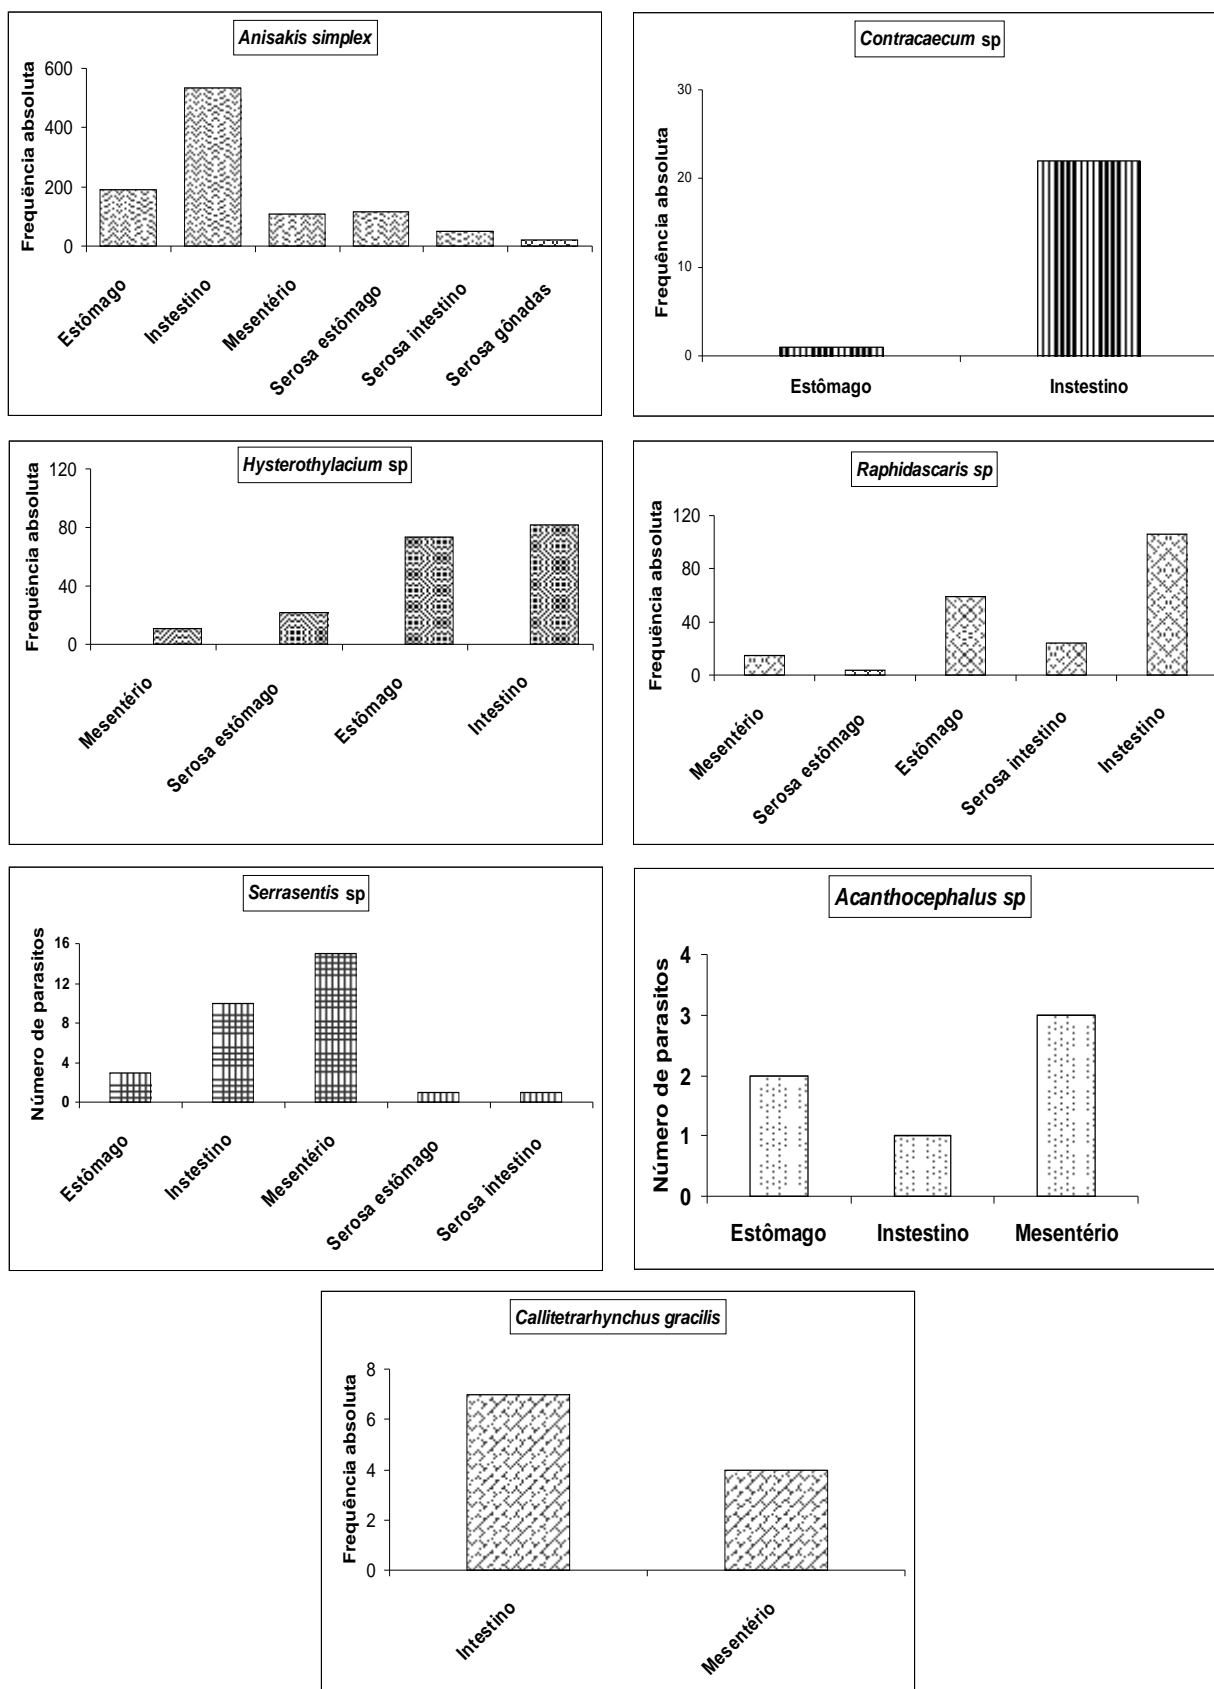 Anisakis simplex
Frequência absoluta
600
400
200
0
Estômago
Instestino
Mesentério
Serosa estômago
Serosa intestino
Serosa gônadas
Contracaecum sp
Frequência absoluta
30
20
10
0
Estômago
Instestino
Hysterothylacium sp
Frequência absoluta
120
80
40
0
Mesentério
Serosa estômago
Estômago
Intestino
Raphidascaris sp
Frequência absoluta
120
80
40
0
Mesentério
Serosa estômago
Estômago
Serosa intestino
Instestino
Serrasentis sp
Número de parasitos
16
12
8
4
0
Estômago
Instestino
Mesentério
Serosa estômago
Serosa intestino
Acanthocephalus sp
Número de parasitos
4
3
2
1
0
Estômago
Instestino
Mesentério
Callitetrarhynchus gracilis
Frequência absoluta
8
6
4
2
0
Intestino
Mesentério